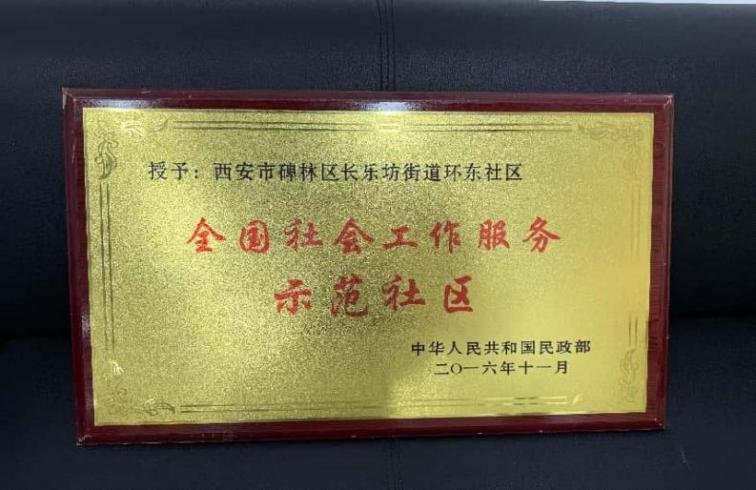 授予：西安市碑林区长乐坊街道环东社区
全国社会工作服务
示范社区
中华人民共和国民政部
二〇一六年十一月